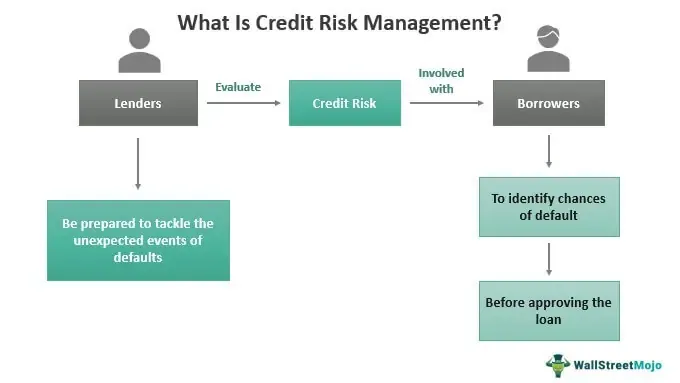 What Is Credit Risk Management?
Lenders
Evaluate
Credit Risk
Involved
with
Borrowers
Be prepared to tackle the
unexpected events of
defaults
To identify chances
of default
Before approving the
loan
WallStreetMojo